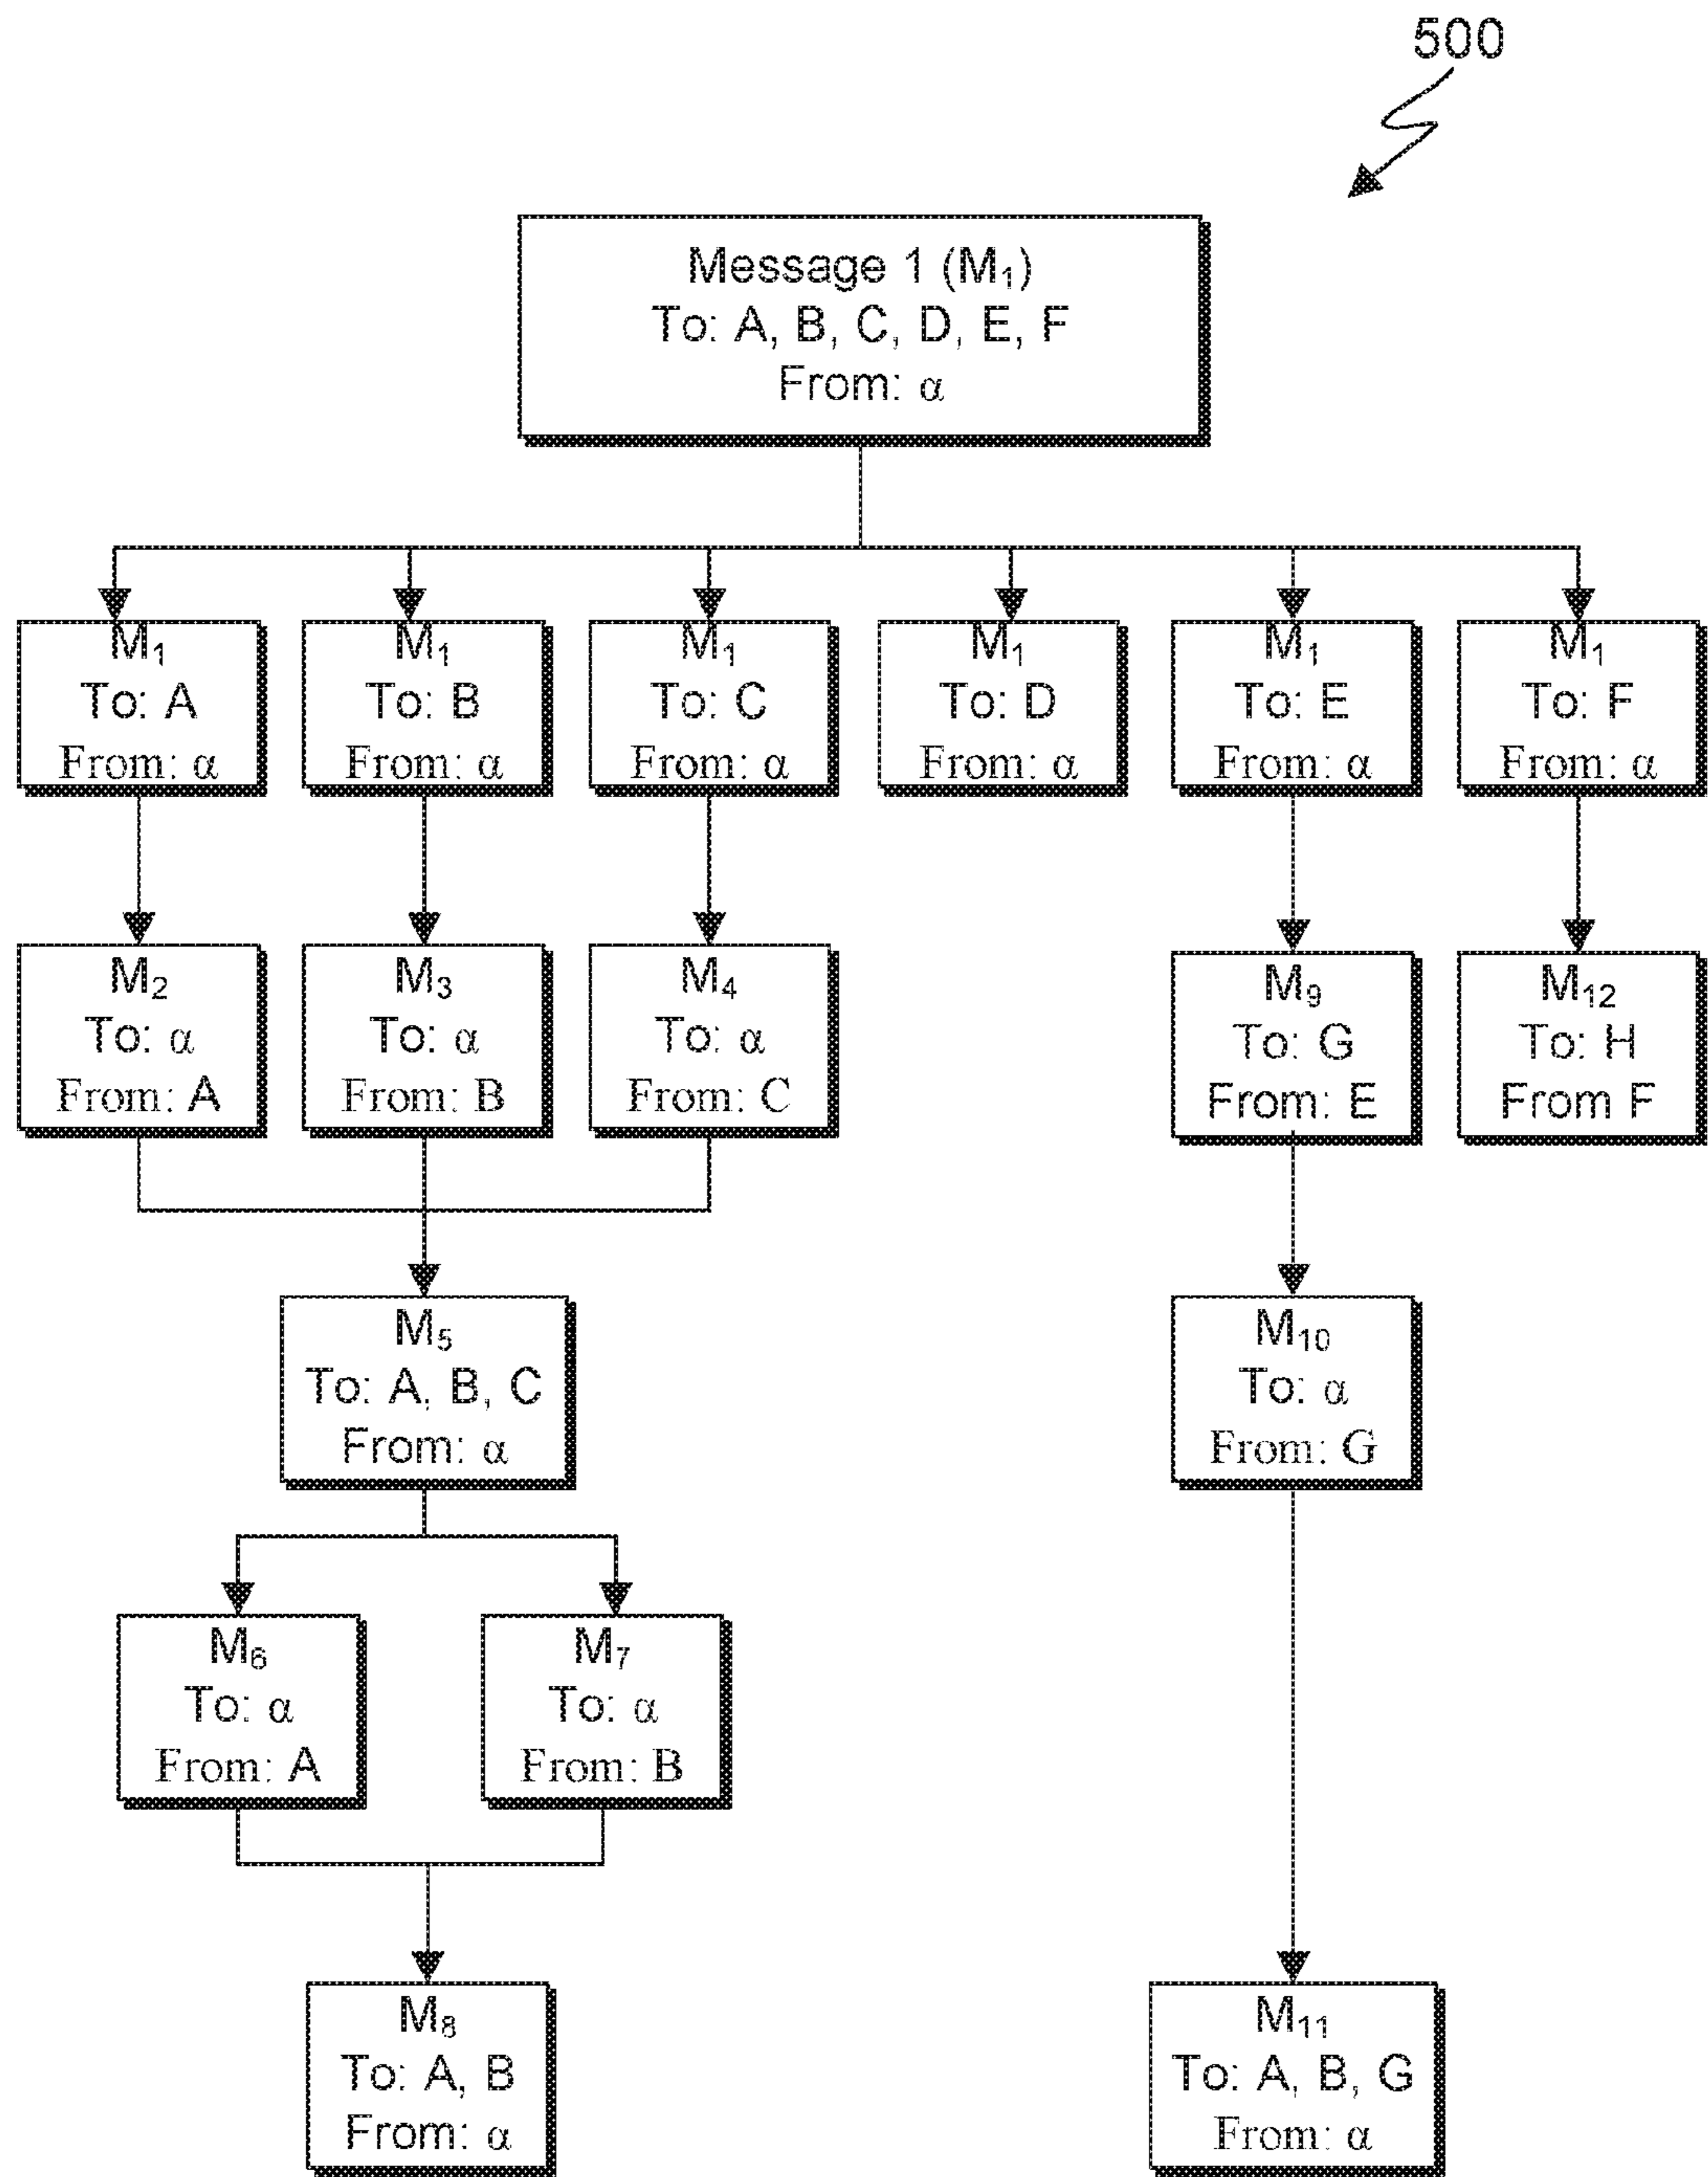 500
Message 1 (M₁)
To: A, B, C, D, E, F
From: α
M₁
To: A
From: α
M₁
To: B
From: α
M₁
To: C
From: α
M₁
To: D
From: α
M₁
To: E
From: α
M₁
To: F
From: α
M₂
To: α
From: A
M₃
To: α
From: B
M₄
To: α
From: C
M₉
To: G
From: E
M₁₂
To: H
From F
M₅
To: A, B, C
From: α
M₁₀
To: α
From: G
M₆
To: α
From: A
M₇
To: α
From: B
M₈
To: A, B
From: α
M₁₁
To: A, B, G
From: α